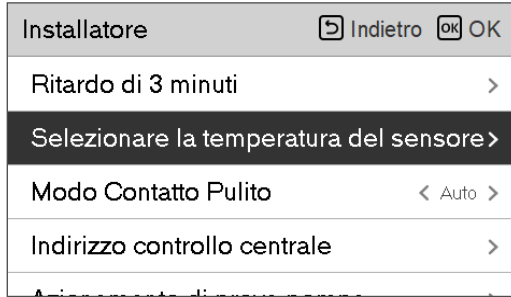 Installatore Indietro OK OK
Ritardo di 3 minuti >
Selezionare la temperatura del sensore >
Modo Contatto Pulito < Auto >
Indirizzo controllo centrale >